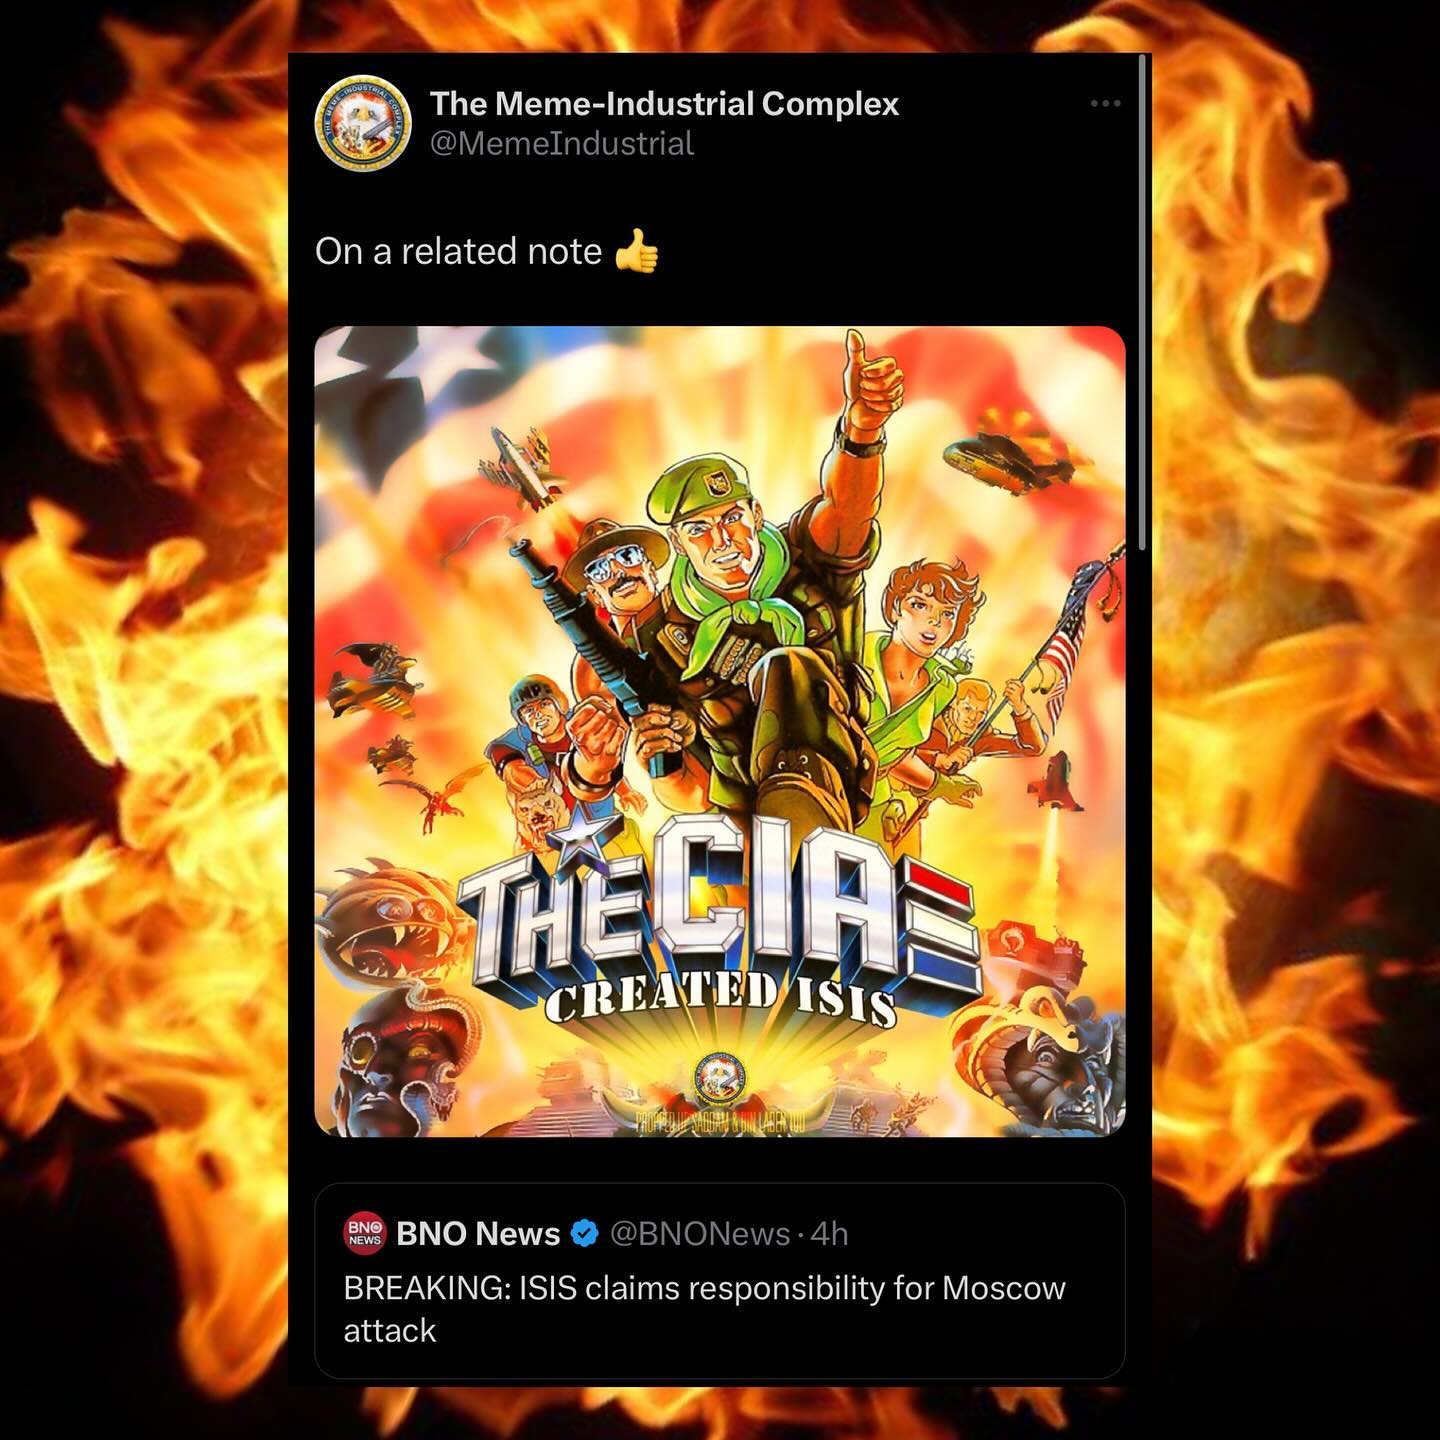 The Meme-Industrial Complex
@MemeIndustrial
On a related note 👍
THE CIA
CREATED ISIS
PROPPED UP SADDAM & BIN LADEN TOO
BNO NEWS
BNO News @BNONews · 4h
BREAKING: ISIS claims responsibility for Moscow
attack